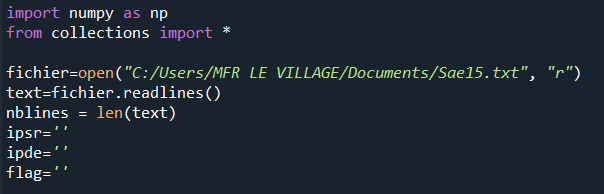 import numpy as np
from collections import *

fichier=open("C:/Users/MFR LE VILLAGE/Documents/Sae15.txt", "r")
text=fichier.readlines()
nblines = len(text)
ipsr=''
ipde=''
flag=''